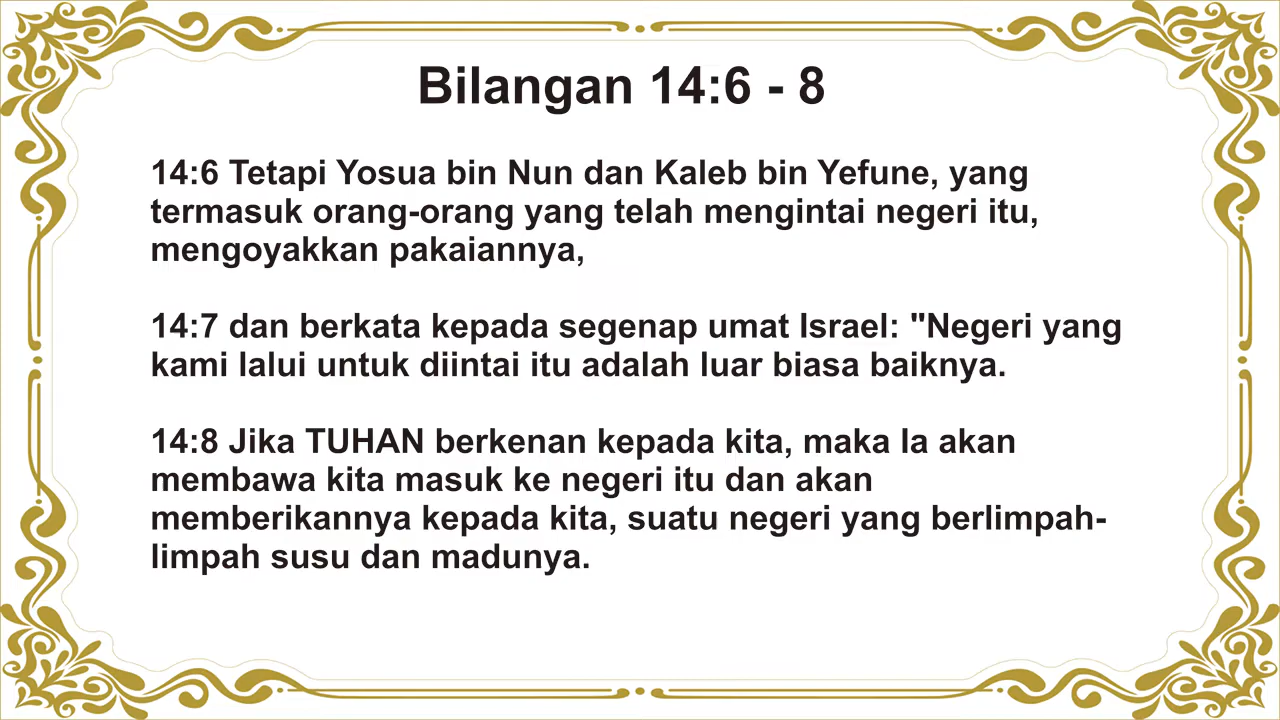 Bilangan 14:6 - 8
14:6 Tetapi Yosua bin Nun dan Kaleb bin Yefune, yang
termasuk orang-orang yang telah mengintai negeri itu,
mengoyakkan pakaiannya,
14:7 dan berkata kepada segenap umat Israel: "Negeri yang
kami lalui untuk diintai itu adalah luar biasa baiknya.
14:8 Jika TUHAN berkenan kepada kita, maka Ia akan
membawa kita masuk ke negeri itu dan akan
memberikannya kepada kita, suatu negeri yang berlimpah-
limpah susu dan madunya.